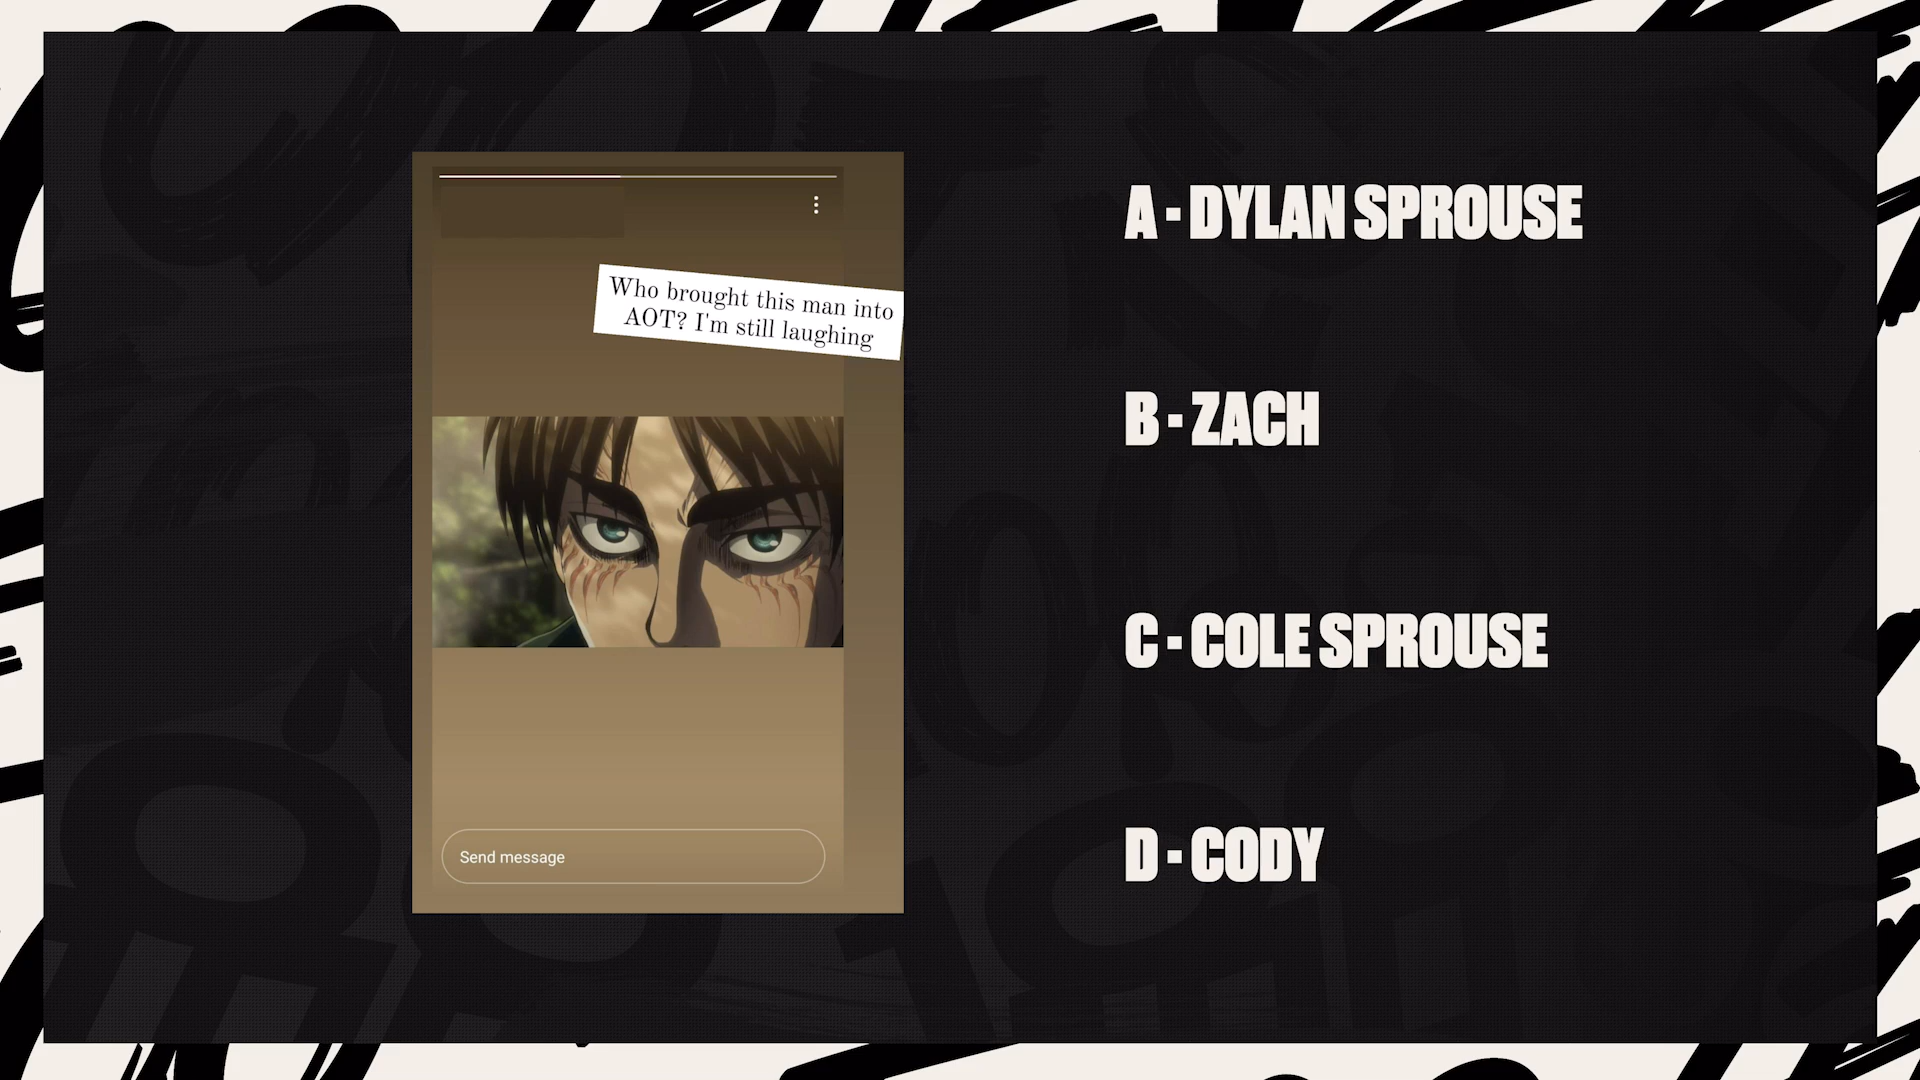 Who brought this man into
AOT? I'm still laughing
Send message
A - DYLAN SPROUSE
B - ZACH
C - COLE SPROUSE
D - CODY